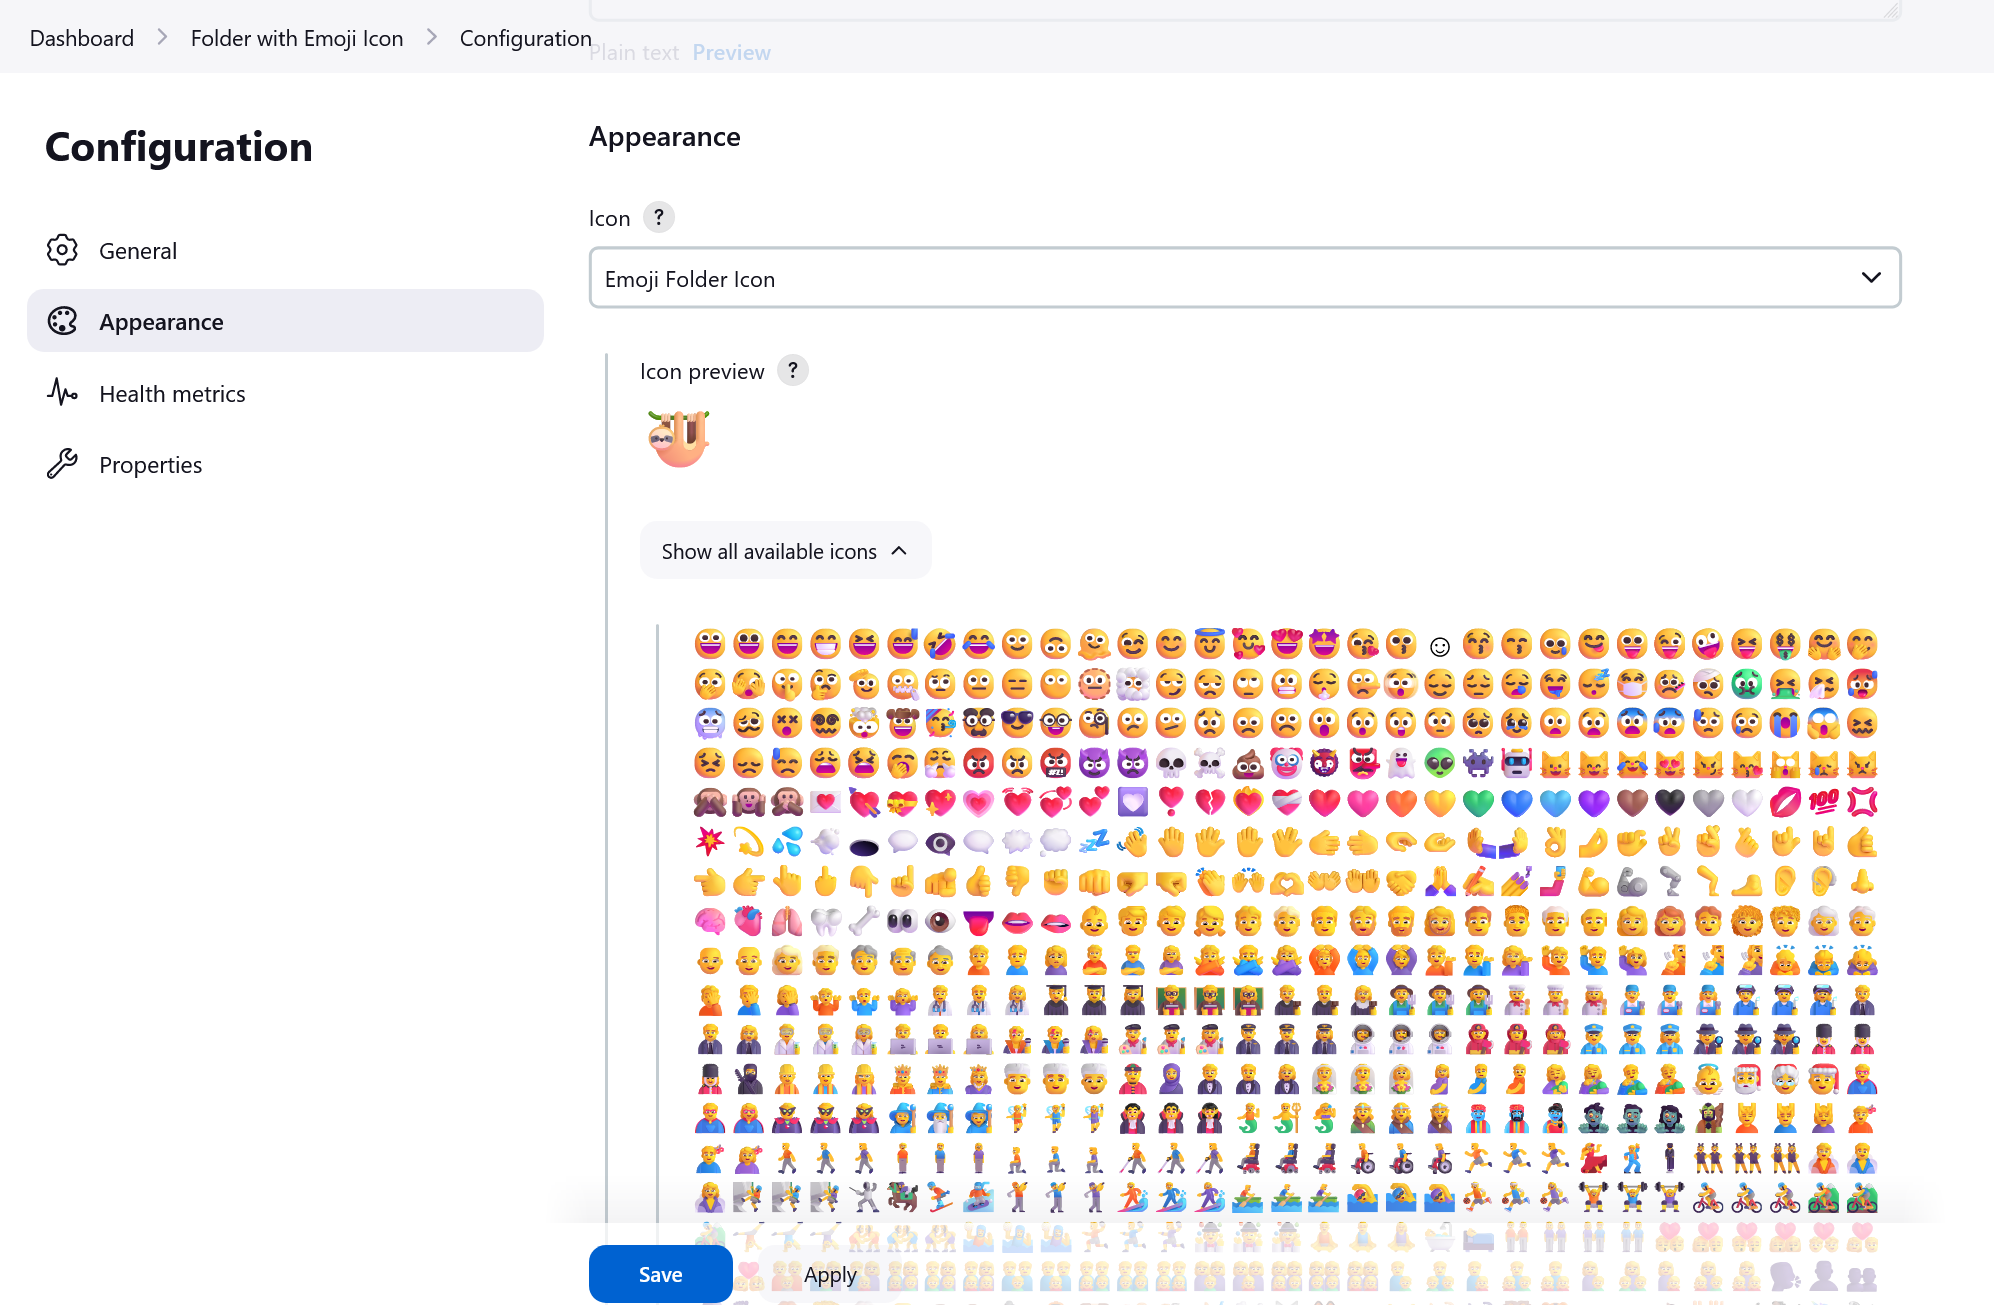 Dashboard > Folder with Emoji Icon > Configuration
Plain text Preview
Configuration
General
Appearance
Health metrics
Properties
Appearance
Icon ?
Emoji Folder Icon
Icon preview ?
Show all available icons
Save
Apply